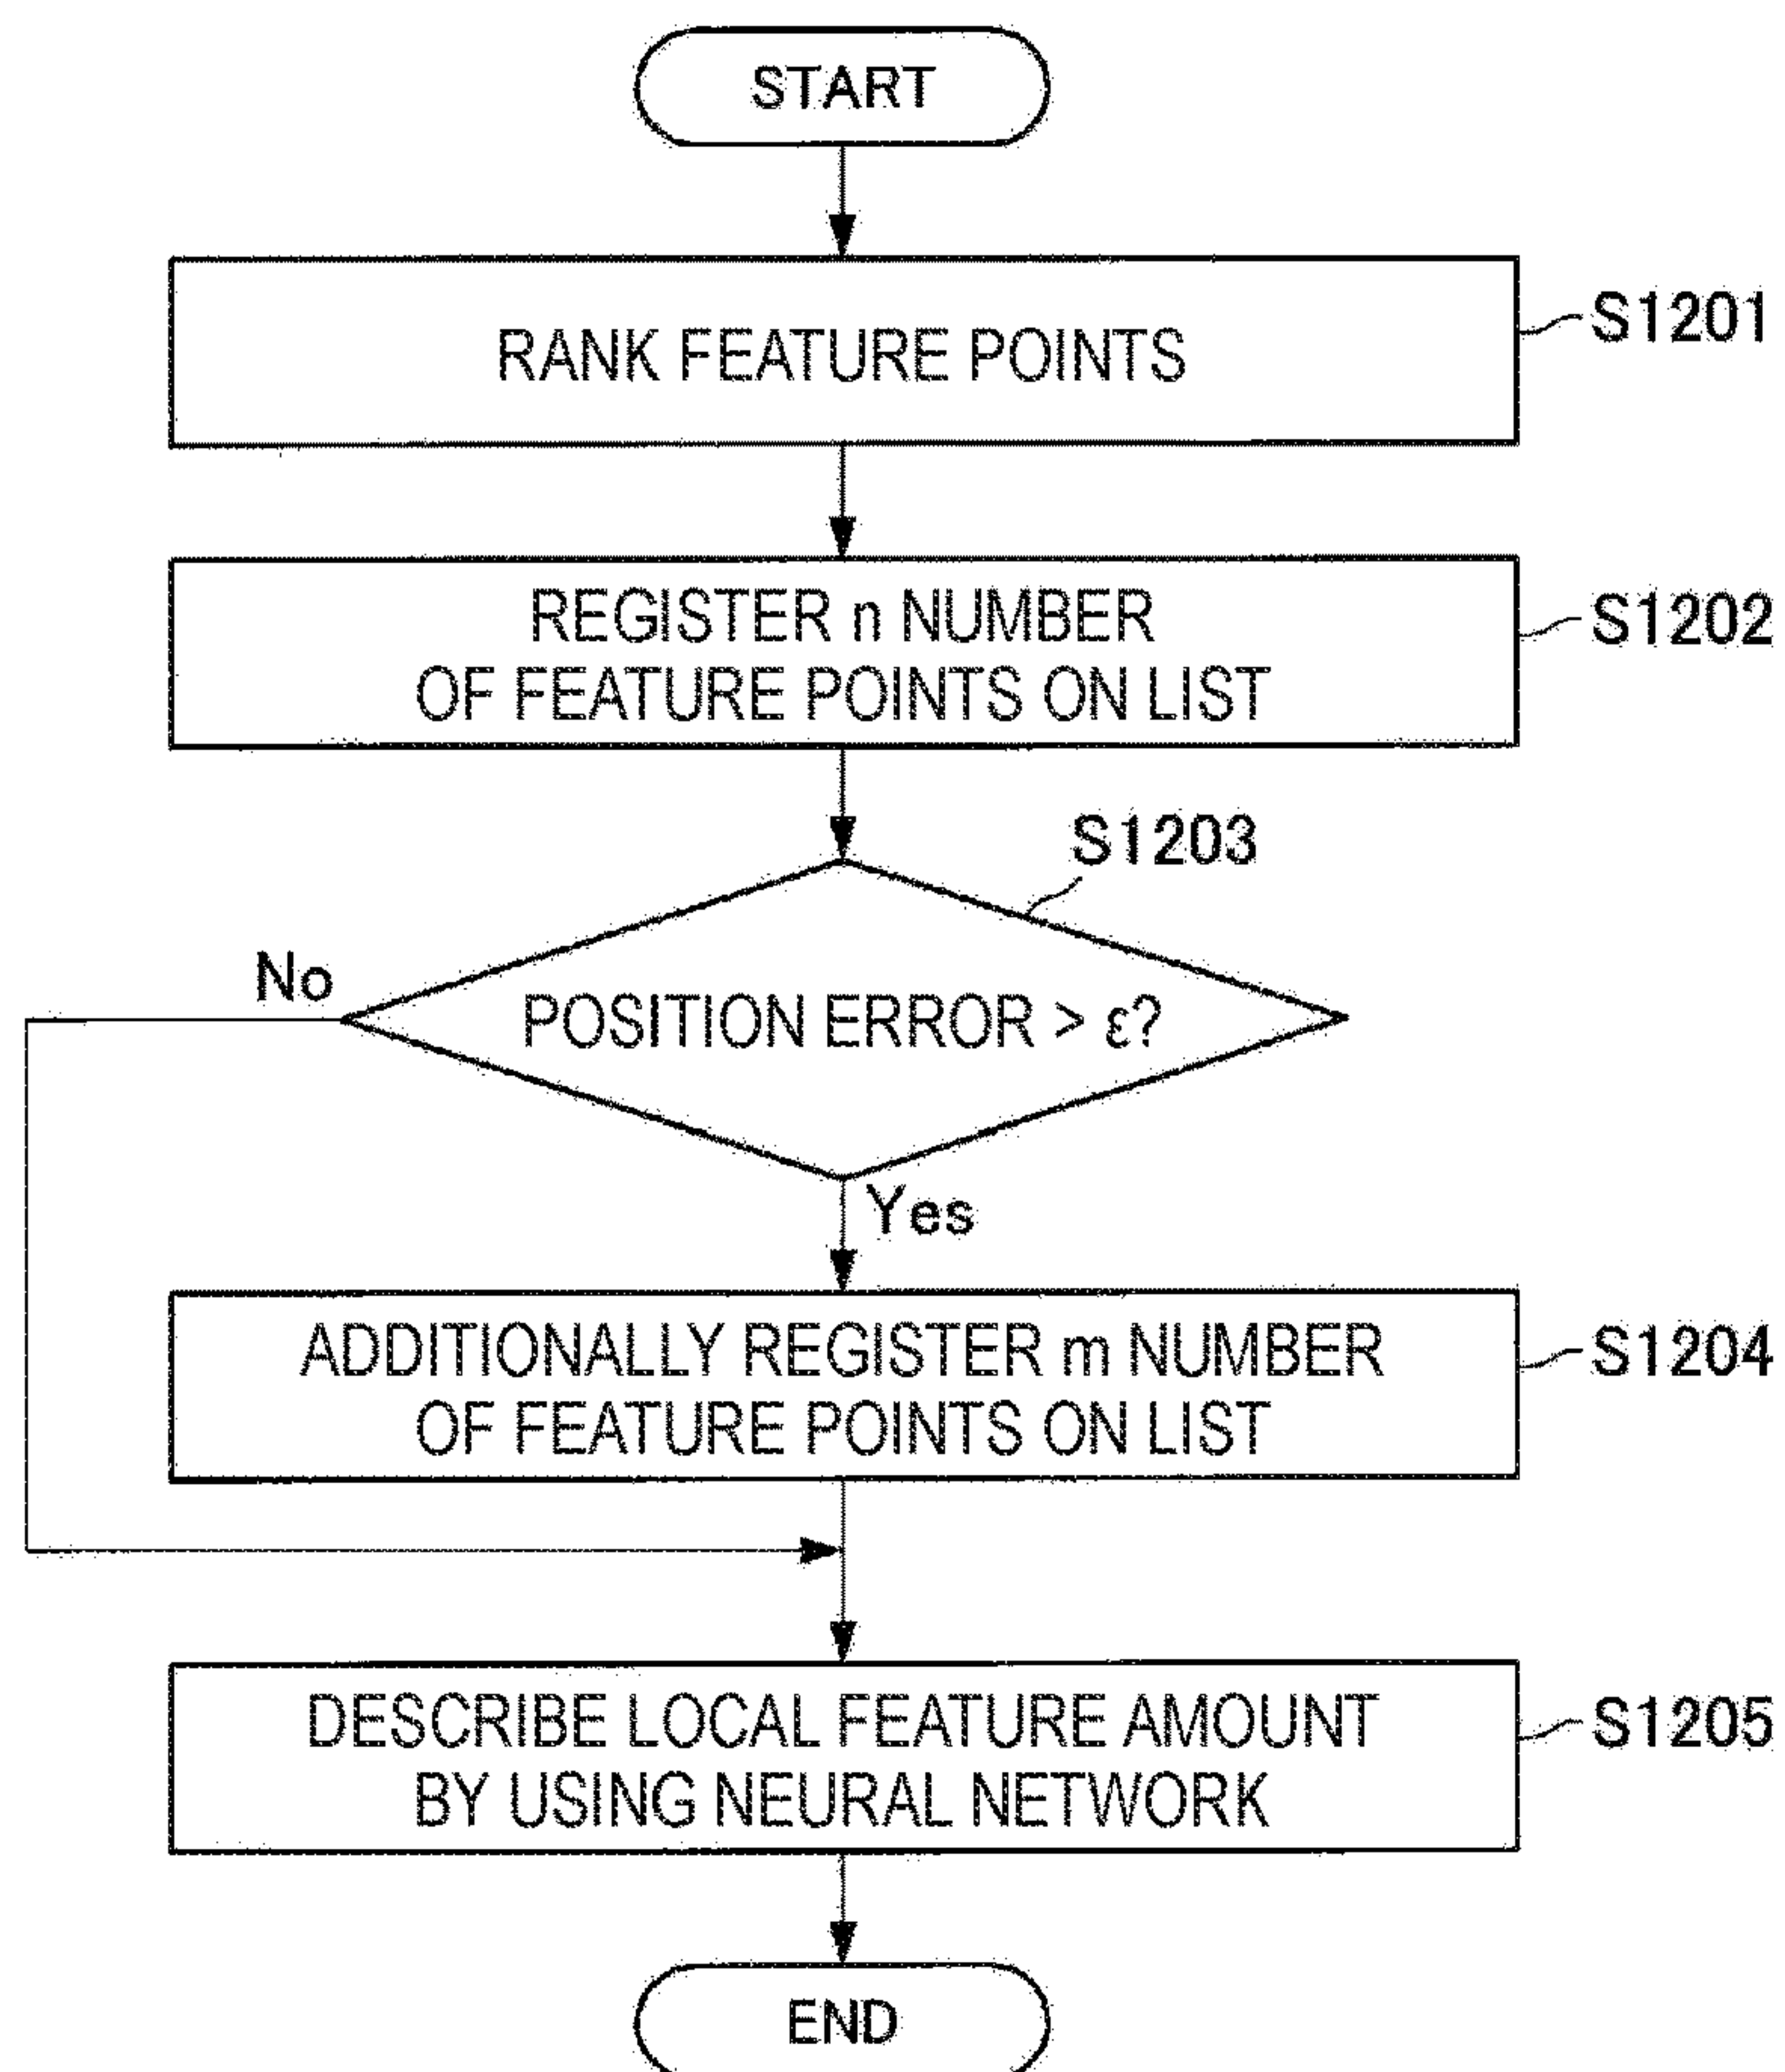 START
RANK FEATURE POINTS
S1201
REGISTER n NUMBER
OF FEATURE POINTS ON LIST
S1202
S1203
No
POSITION ERROR > ε?
Yes
ADDITIONALLY REGISTER m NUMBER
OF FEATURE POINTS ON LIST
S1204
DESCRIBE LOCAL FEATURE AMOUNT
BY USING NEURAL NETWORK
S1205
END